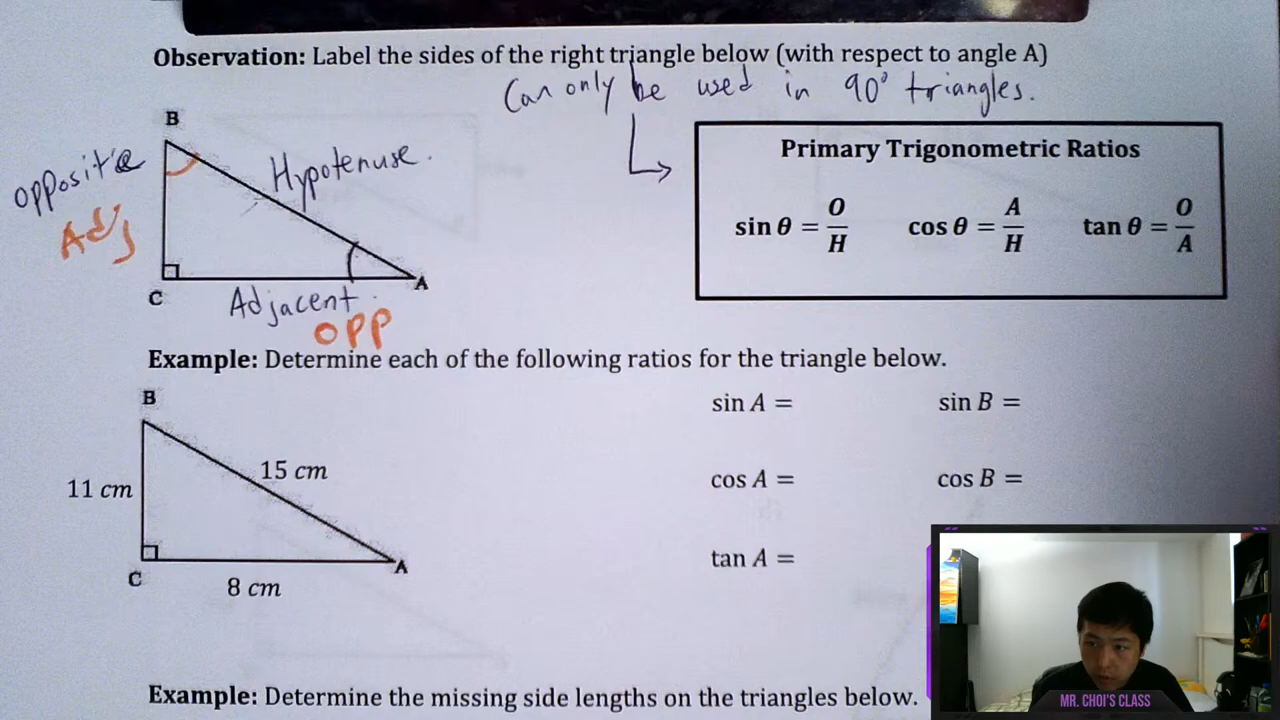 Observation: Label the sides of the right triangle below (with respect to angle A)
Can only be used in 90° triangles.
B
Opposite
Hypotenuse.
Adj
C
A
Adjacent
OPP
Primary Trigonometric Ratios
sin θ = O/H cos θ = A/H tan θ = O/A
Example: Determine each of the following ratios for the triangle below.
B
11 cm
15 cm
C
A
8 cm
sin A = sin B =
cos A = cos B =
tan A =
Example: Determine the missing side lengths on the triangles below.
MR. CHOI'S CLASS